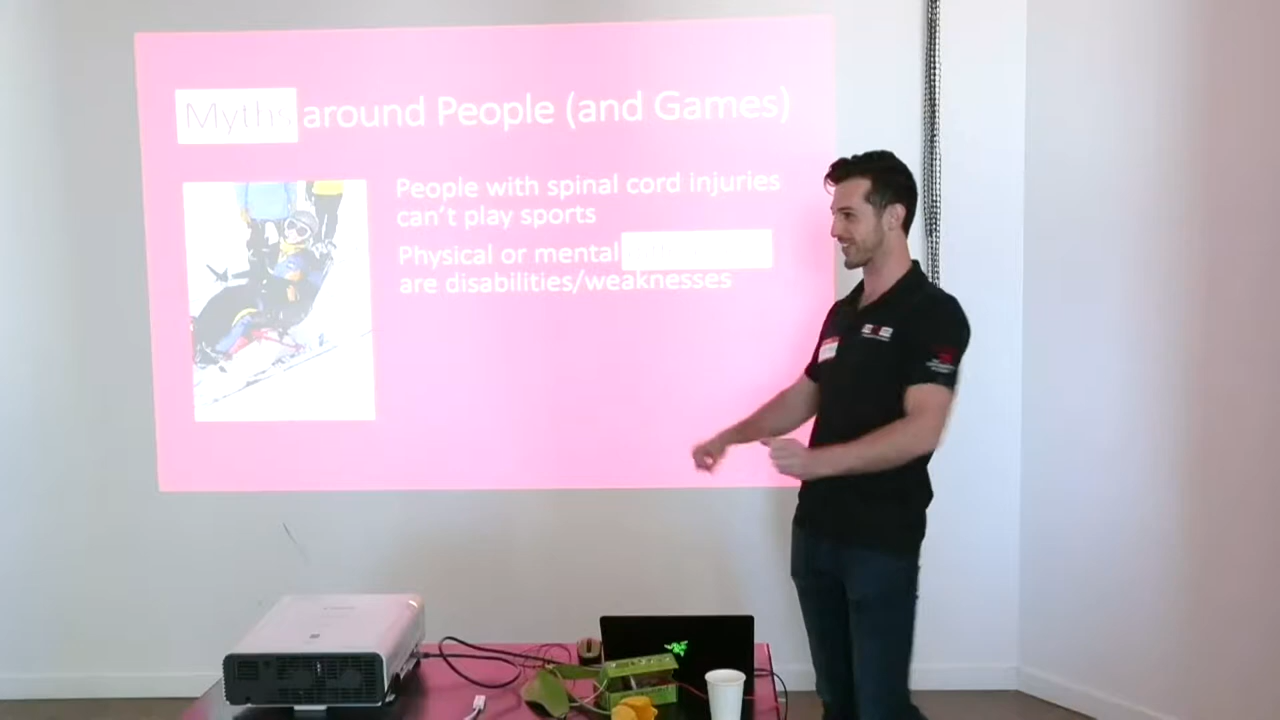 Myths around People (and Games)
People with spinal cord injuries
can't play sports
Physical or mental
are disabilities/weaknesses